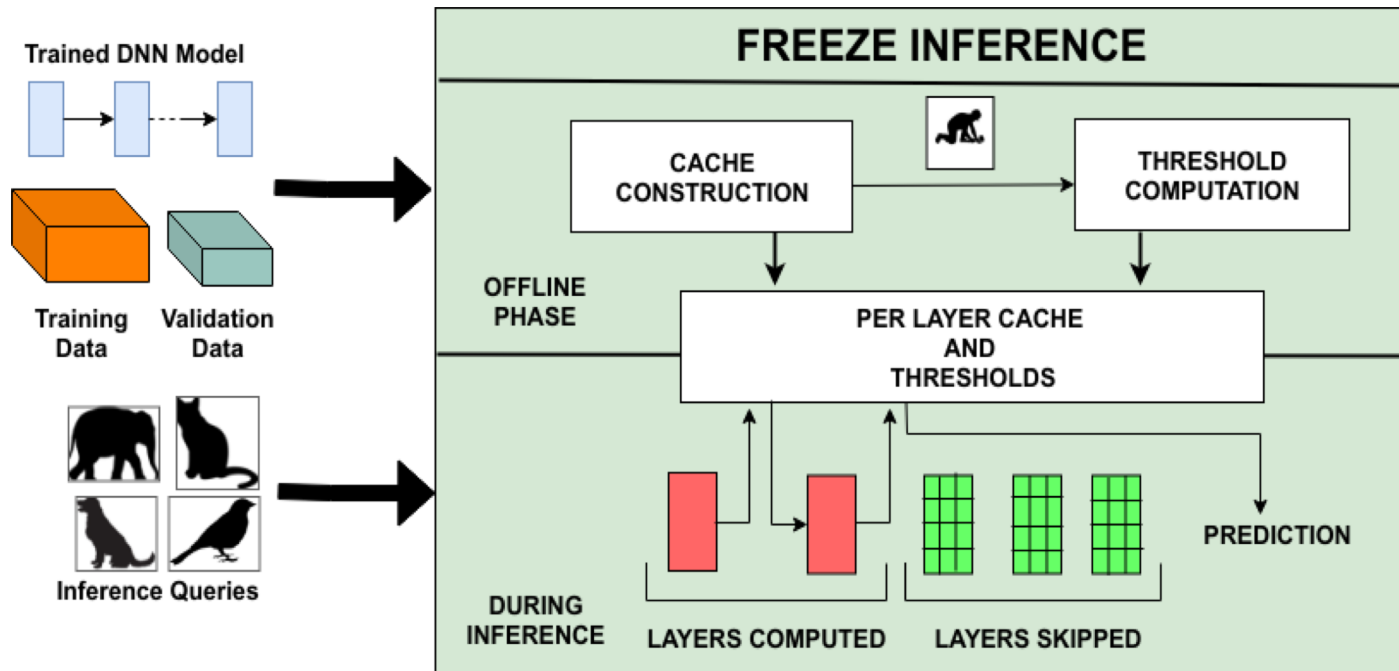 Trained DNN Model
Training
Data
Validation
Data
Inference Queries
FREEZE INFERENCE
CACHE
CONSTRUCTION
THRESHOLD
COMPUTATION
OFFLINE
PHASE
PER LAYER CACHE
AND
THRESHOLDS
PREDICTION
DURING
INFERENCE
LAYERS COMPUTED
LAYERS SKIPPED